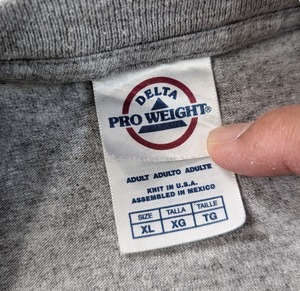 DELTA
PRO WEIGHT®
ADULT ADULTO ADULTE
KNIT IN U.S.A.
ASSEMBLED IN MEXICO
SIZE TALLA TAILLE
XL XG TG